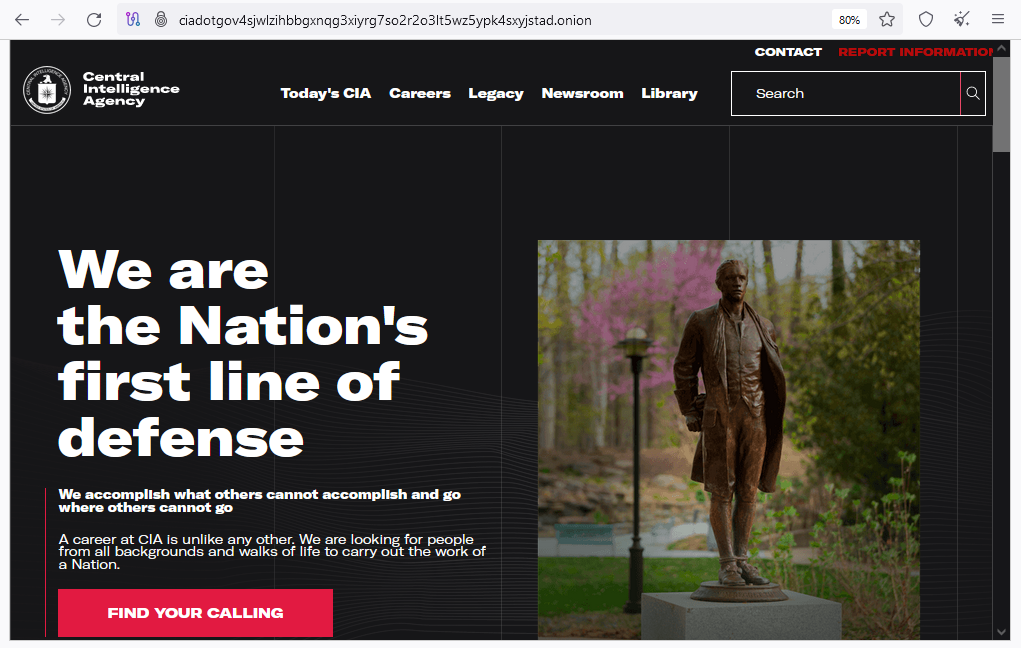 ciadotgov4sjwlzihbbgxnqg3xiyrg7so2r2o3lt5wz5ypk4sxyjstad.onion
80%
CONTACT REPORT INFORMATION
Central
Intelligence
Agency
Today's CIA Careers Legacy Newsroom Library
Search
We are
the Nation's
first line of
defense
We accomplish what others cannot accomplish and go
where others cannot go
A career at CIA is unlike any other. We are looking for people
from all backgrounds and walks of life to carry out the work of
a Nation.
FIND YOUR CALLING